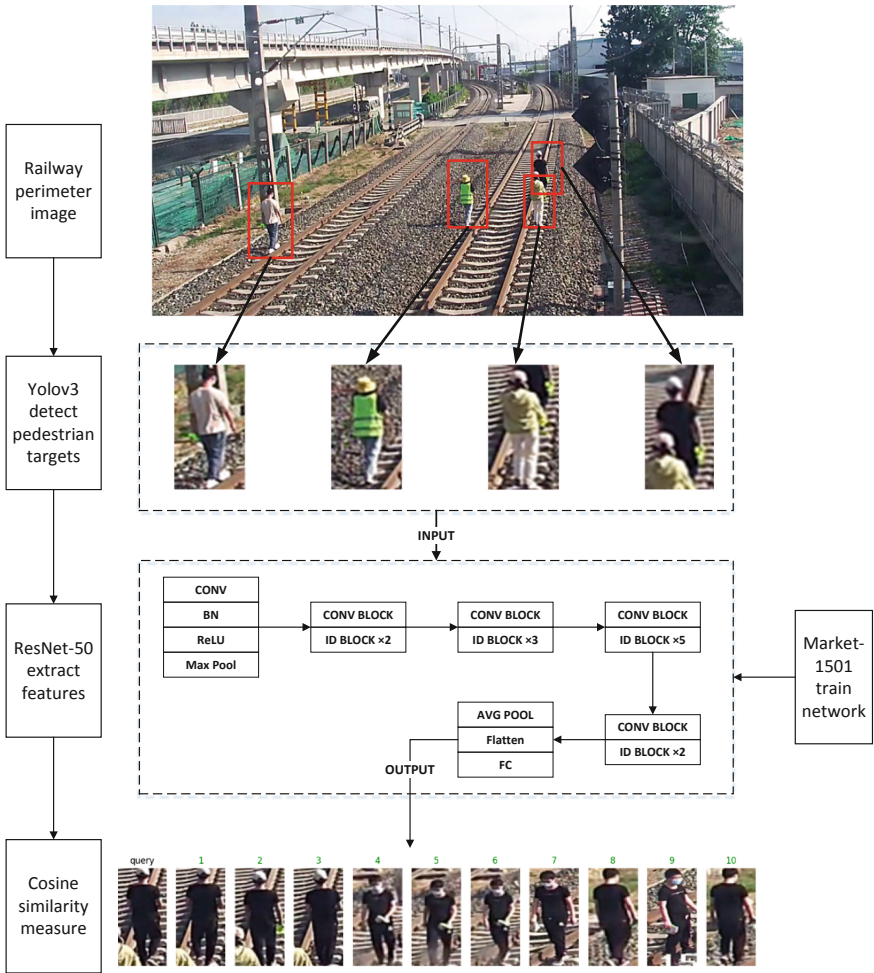 Railway
perimeter
image
Yolov3
detect
pedestrian
targets
INPUT
CONV
BN
ReLU
Max Pool
CONV BLOCK
ID BLOCK ×2
CONV BLOCK
ID BLOCK ×3
CONV BLOCK
ID BLOCK ×5
CONV BLOCK
ID BLOCK ×2
AVG POOL
Flatten
FC
OUTPUT
ResNet-50
extract
features
Market-
1501
train
network
Cosine
similarity
measure
query 1 2 3 4 5 6 7 8 9 10